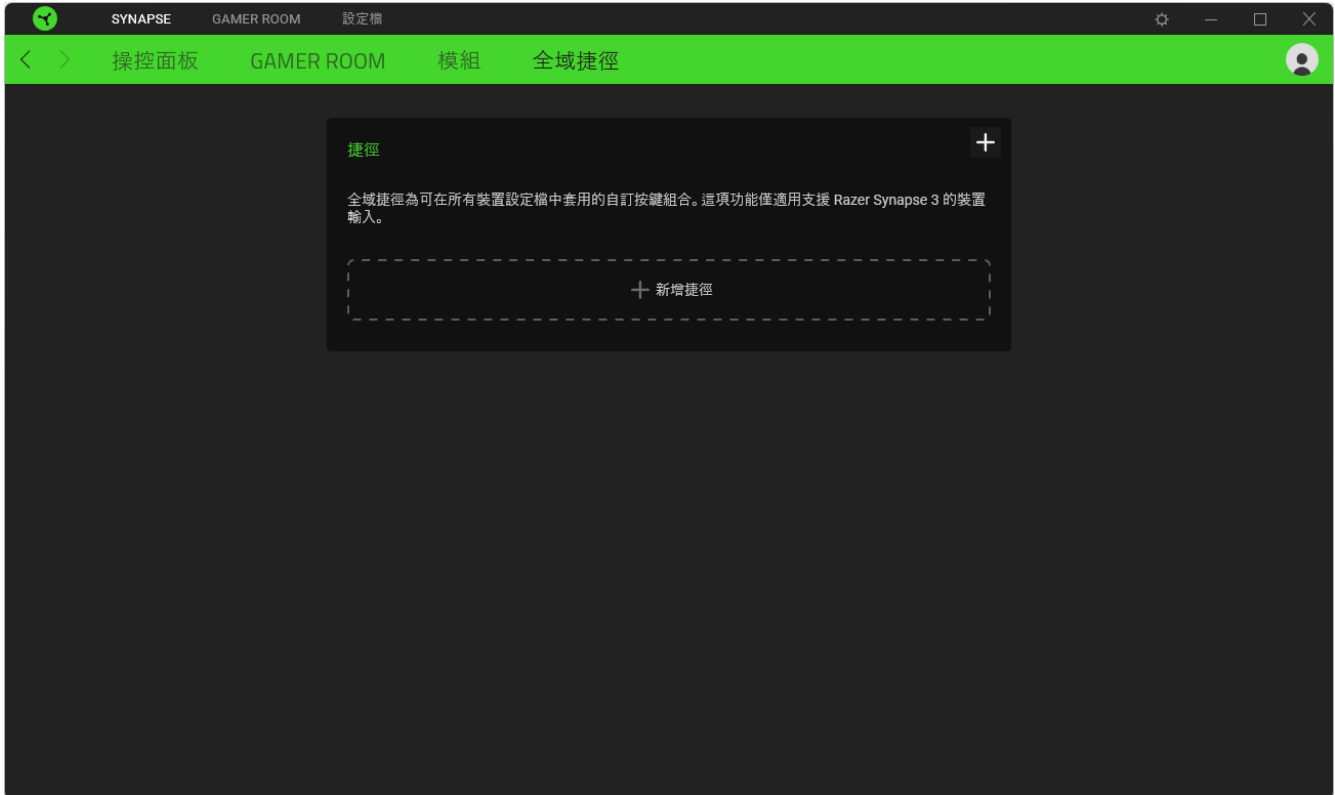 SYNAPSE GAMER ROOM 設定檔
操控面板 GAMER ROOM 模組 全域捷徑
捷徑
全域捷徑為可在所有裝置設定檔中套用的自訂按鍵組合。這項功能僅適用支援 Razer Synapse 3 的裝置
輸入。
新增捷徑